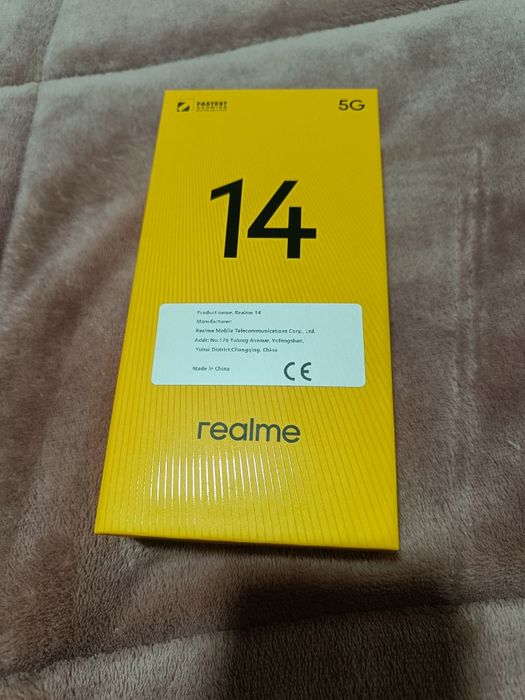 FASTEST
GROWING
5G
14
Product name: Realme 14
Manufacturer:
Realme Mobile Telecommunications Corp., Ltd.
Addr: No.178 Yulong Avenue, Yufengshan,
Yubei District,Chongqing, China
Made in China
CE
realme